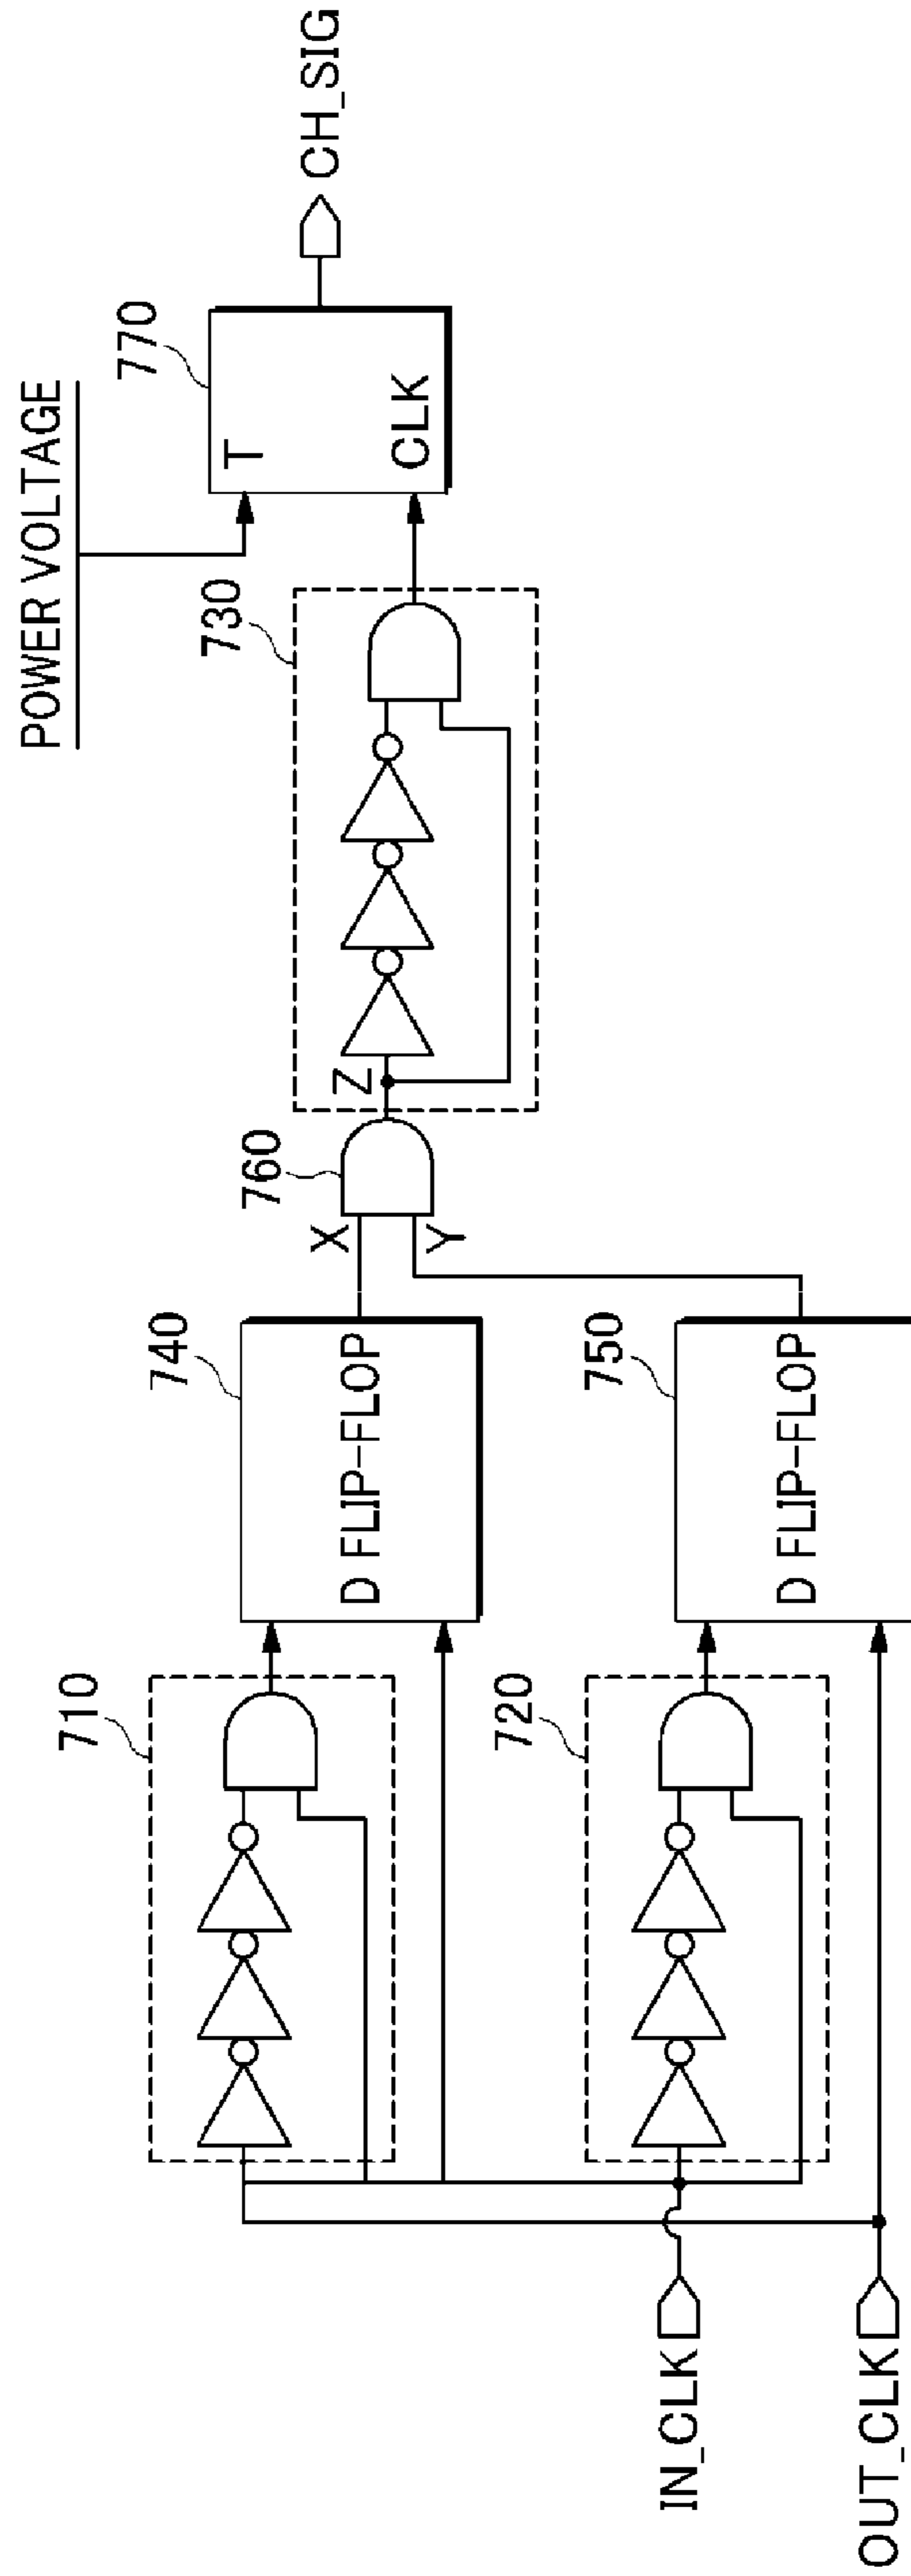 POWER VOLTAGE
710
740
760
730
770
X
Z
T
D FLIP-FLOP
Y
CLK
CH_SIG
IN_CLK
720
750
D FLIP-FLOP
OUT_CLK